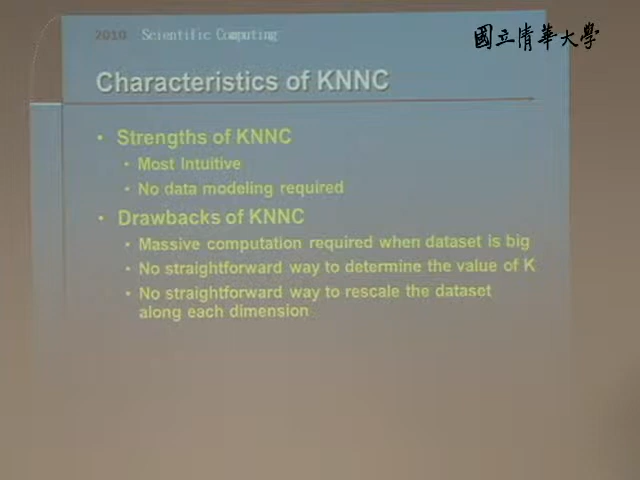 2010 Scientific Computing
國立清華大學
Characteristics of KNNC
• Strengths of KNNC
• Most Intuitive
• No data modeling required
• Drawbacks of KNNC
• Massive computation required when dataset is big
• No straightforward way to determine the value of K
• No straightforward way to rescale the dataset
along each dimension